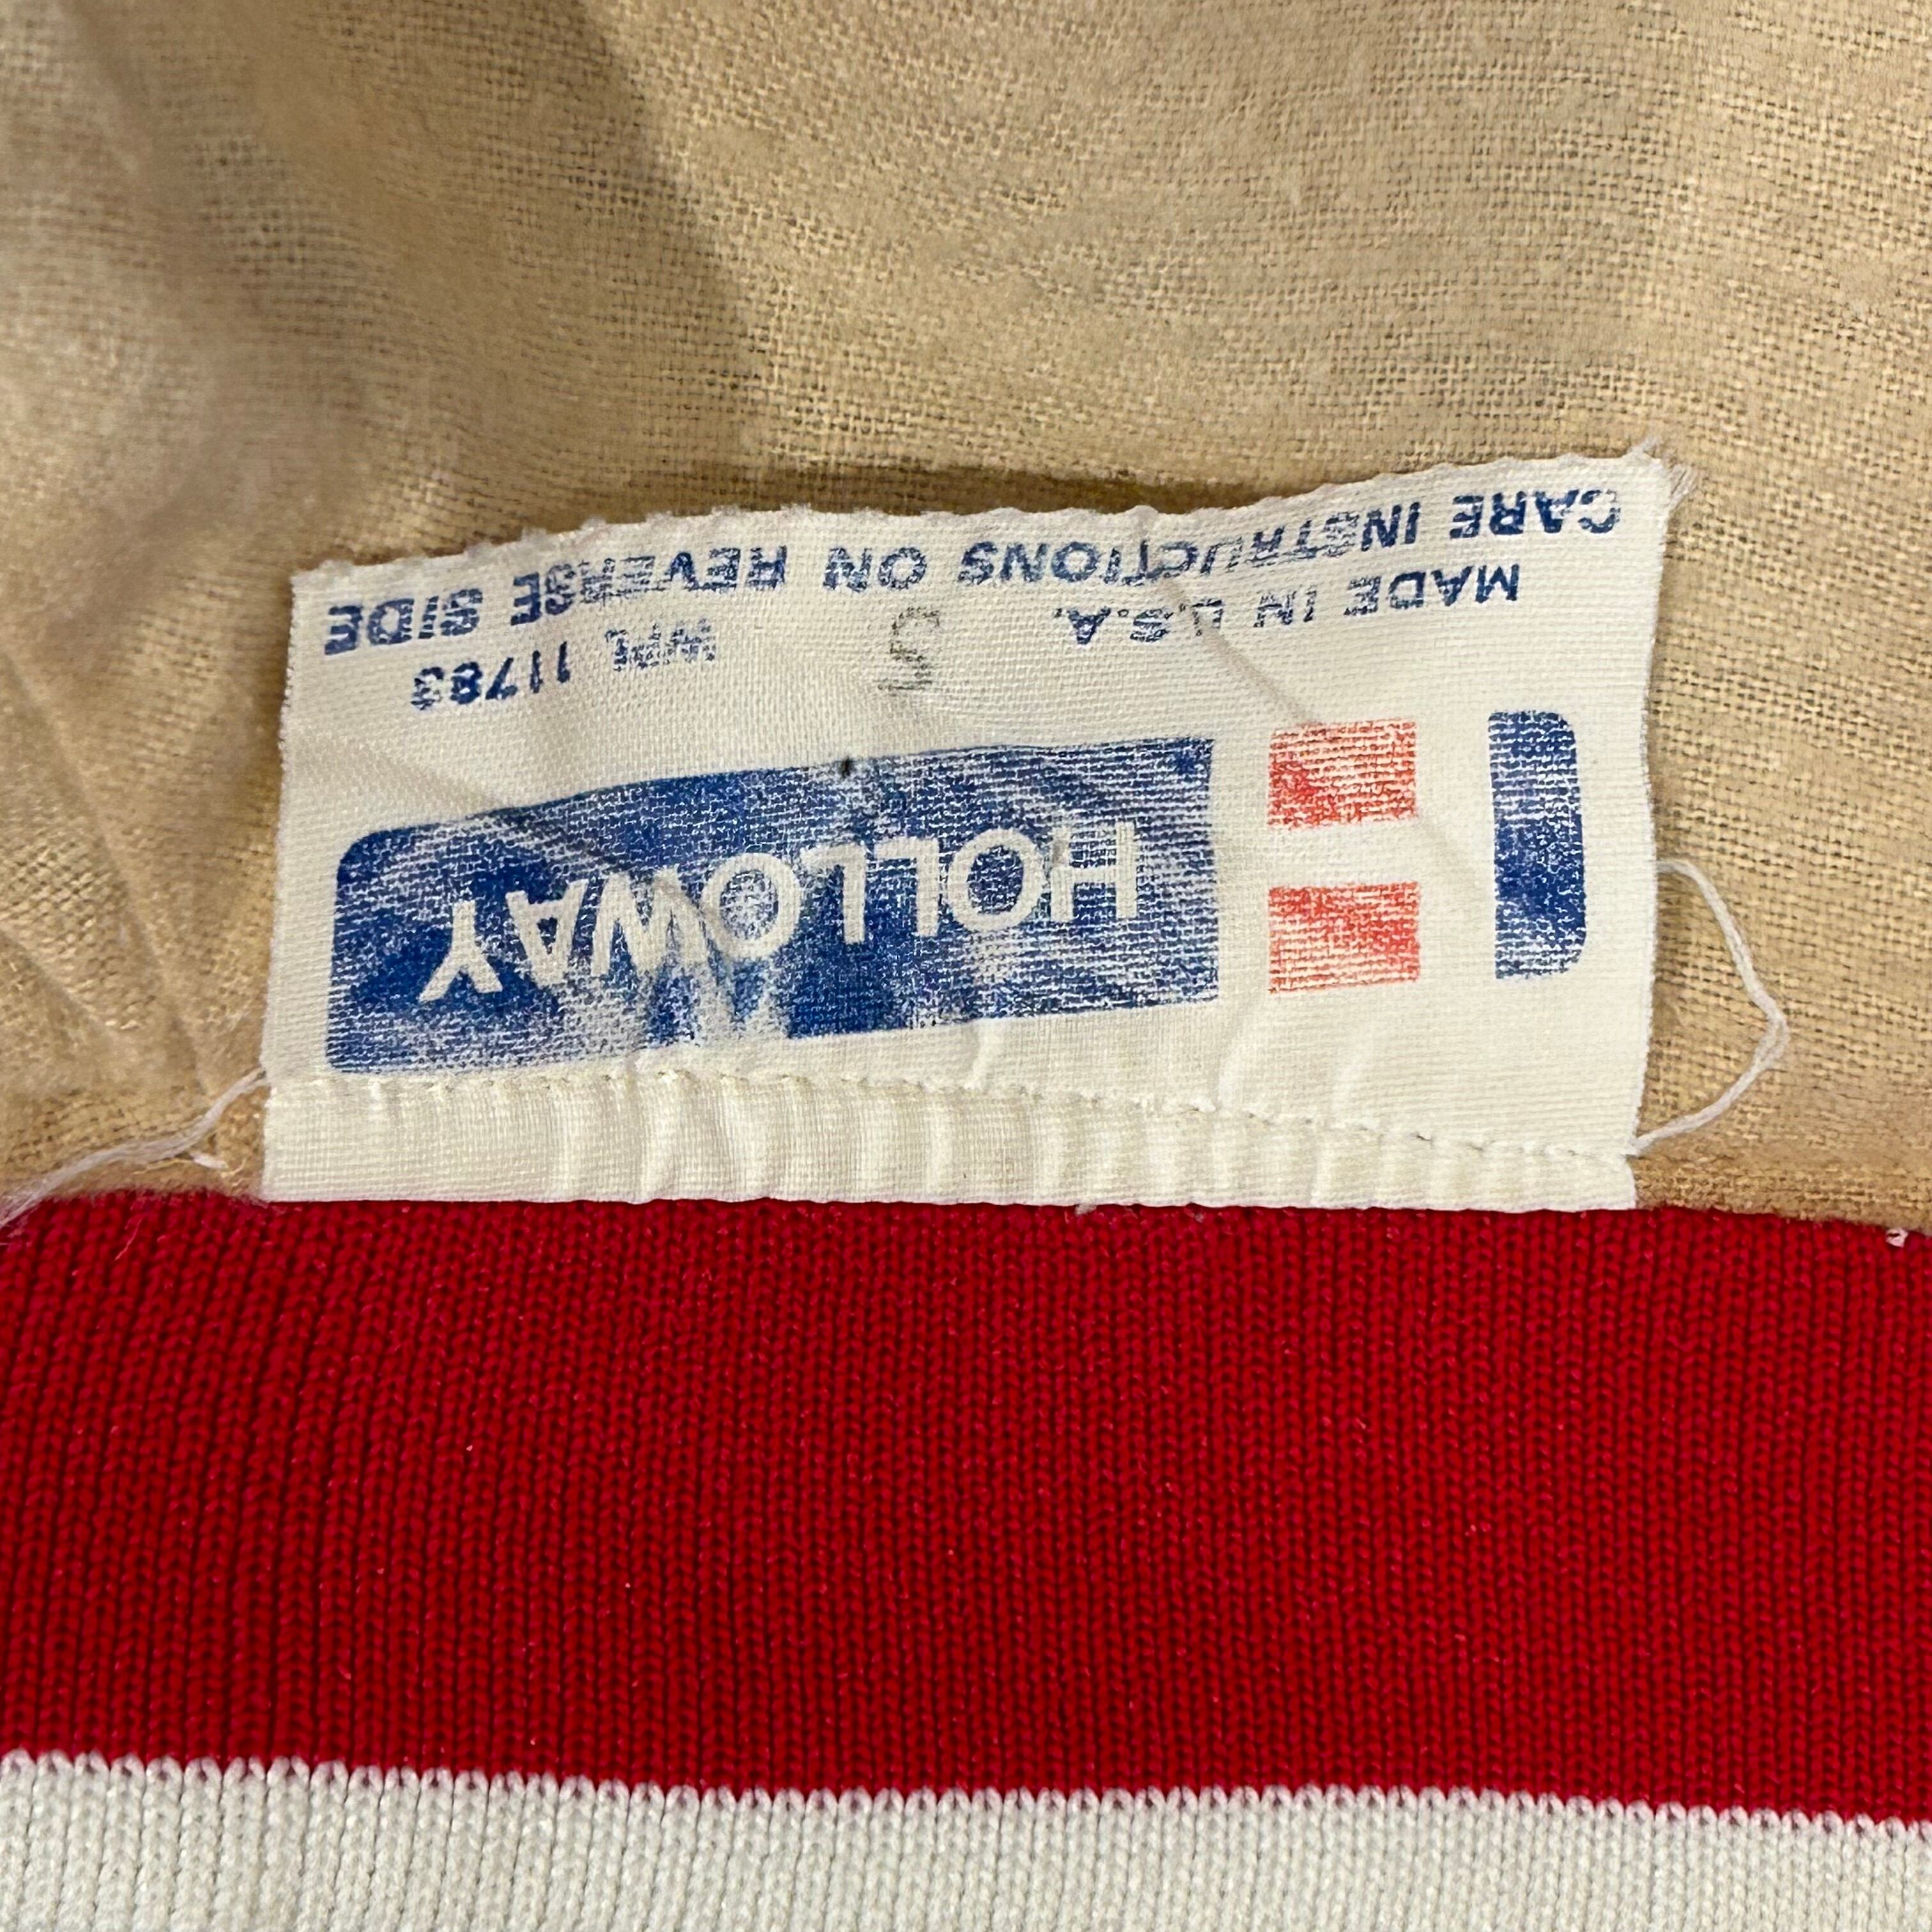 HOLLOWAY
MADE IN U.S.A. S WPL 11783
CARE INSTRUCTIONS ON REVERSE SIDE